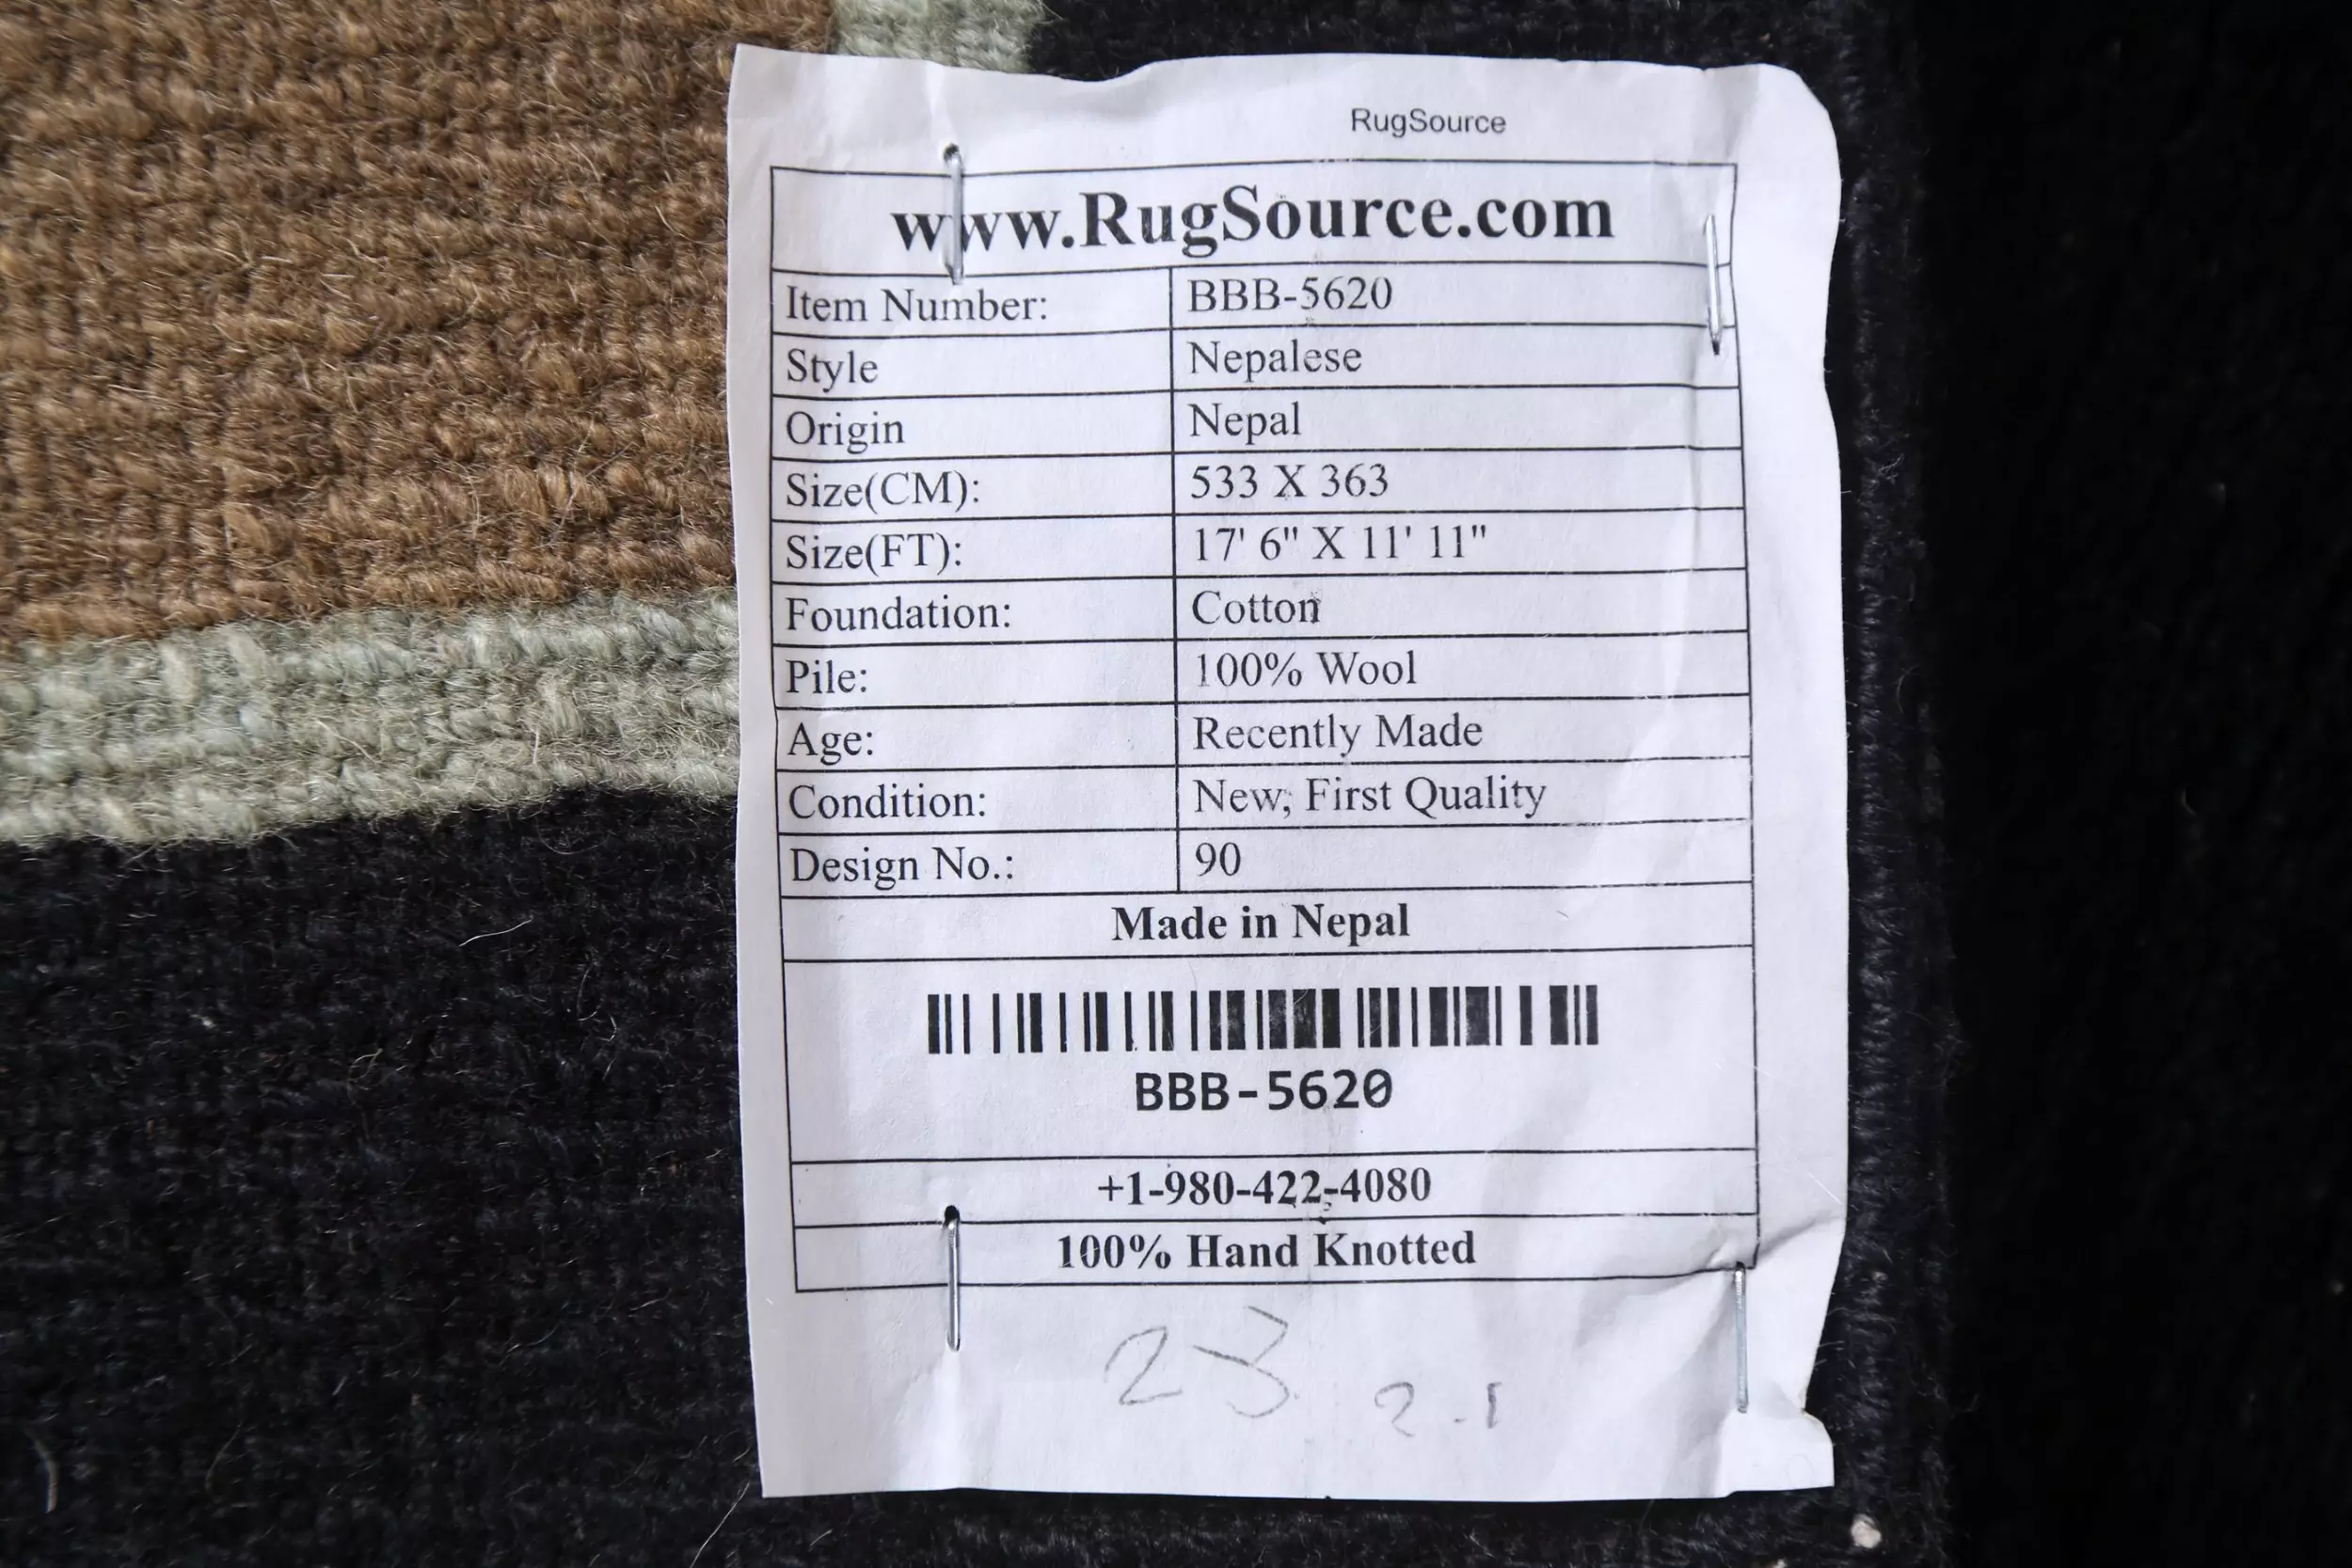 RugSource
www.RugSource.com
Item Number: BBB-5620
Style Nepalese
Origin Nepal
Size(CM): 533 X 363
Size(FT): 17' 6" X 11' 11"
Foundation: Cotton
Pile: 100% Wool
Age: Recently Made
Condition: New; First Quality
Design No.: 90
Made in Nepal
BBB-5620
+1-980-422-4080
100% Hand Knotted
23 2.1